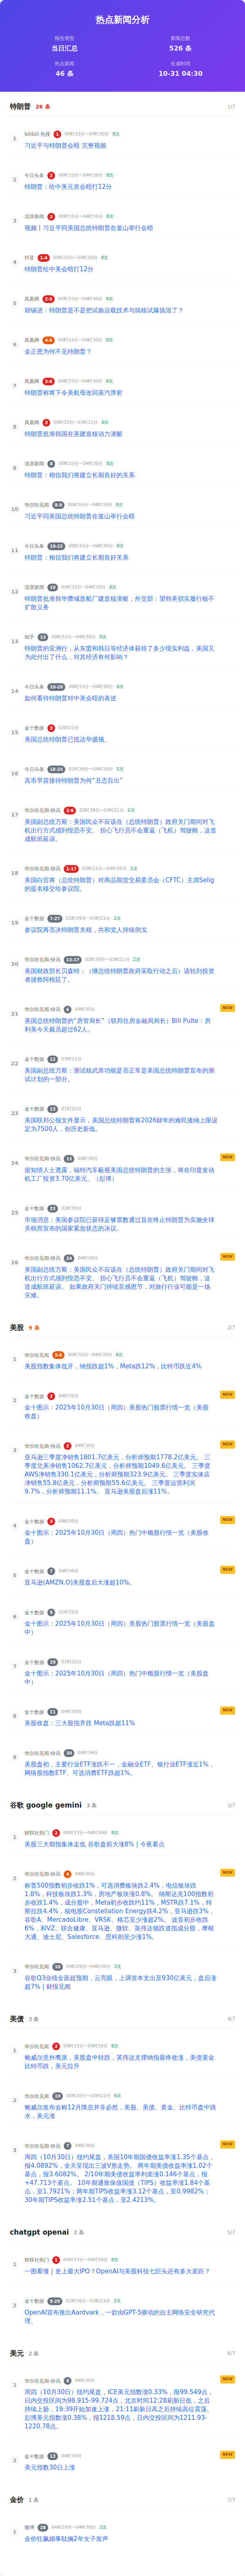 热点新闻分析
报告类型
当日汇总
新闻总数
526 条
热点新闻
46 条
生成时间
10-31 04:30
特朗普 26 条 1/7
1 bilibili 热搜 1 00时33分~04时30分 8次
习近平与特朗普会晤 完整视频
2 今日头条 2 00时33分~04时30分 8次
特朗普：给中美元首会晤打12分
3 澎湃新闻 2 00时33分~04时30分 8次
视频丨习近平同美国总统特朗普在釜山举行会晤
4 抖音 1-4 00时33分~04时30分 8次
特朗普给中美会晤打12分
5 凤凰网 2-5 00时33分~04时30分 8次
胡锡进：特朗普是不是把试验运载技术与搞核试爆搞混了？
6 凤凰网 4-5 00时33分~04时30分 8次
金正恩为何不见特朗普？
7 凤凰网 3-4 00时33分~04时30分 8次
特朗普称将下令美航母改回蒸汽弹射
8 凤凰网 3 00时33分~03时21分 6次
特朗普批准韩国在美建造核动力潜艇
9 澎湃新闻 8 00时33分~04时30分 8次
特朗普：相信我们将建立长期良好的关系
10 华尔街见闻 8-9 00时33分~04时30分 8次
习近平同美国总统特朗普在釜山举行会晤
11 今日头条 10-22 00时33分~04时30分 8次
特朗普：相信我们将建立长期良好关系
12 澎湃新闻 10 00时33分~04时30分 8次
特朗普批准韩华费城造船厂建造核潜艇，外交部：望韩美切实履行核不
扩散义务
13 知乎 13 00时33分~04时30分 8次
特朗普的亚洲行，从东盟和韩日等经济体获得了多少现实利益，美国又
为此付出了什么，对其经济有何影响？
14 今日头条 18-26 00时33分~04时30分 6次
如何看待特朗普对中美会晤的表述
15 金十数据 3 03时21分
美国总统特朗普已抵达华盛顿。
16 今日头条 18-24 02时39分~04时30分 5次
高市早苗接待特朗普为何“丑态百出”
17 华尔街见闻-快讯 2-6 02时39分~03时21分 2次
美国副总统万斯：美国民众不应该在（总统特朗普）政府关门期间对飞
机出行方式感到惶恐不安。 担心飞行员不会重返（飞机）驾驶舱，这造
成航班延误。
18 华尔街见闻-快讯 1-17 03时21分~04时30分 2次
美国白宫将（总统特朗普）对商品期货交易委员会（CFTC）主席Selig
的提名移交给参议院。
19 金十数据 7-27 02时39分~03时21分 2次
参议院再否决特朗普关税，共和党人持续倒戈
20 华尔街见闻-快讯 13-17 02时39分~03时21分 2次
美国财政部长贝森特：（继总统特朗普政府采取行动之后）该轮到投资
者拯救阿根廷了。
21 华尔街见闻-快讯 6 04时30分 NEW
美国总统特朗普的“房管局长”（联邦住房金融局局长）Bill Pulte：房
利美今天裁员超过62人。
22 金十数据 12 03时21分
美国副总统万斯：测试核武库功能是否正常是美国总统特朗普宣布的测
试计划的一部分。
23 金十数据 13 01时25分
美国联邦公报文件显示，美国总统特朗普将2026财年的难民接纳上限设
定为7500人，创历史新低。
24 华尔街见闻-快讯 15 04时30分 NEW
据知情人士透露，福特汽车藐视美国总统特朗普的主张，将在印度发动
机工厂投资3.70亿美元。（彭博）
25 金十数据 23 02时39分
市场消息：美国参议院已获得足够票数通过旨在终止特朗普为实施全球
关税而宣布的国家紧急状态的决议。
26 华尔街见闻-快讯 24 04时30分 NEW
美国副总统万斯：美国民众不应该在（总统特朗普）政府关门期间对飞
机出行方式感到惶恐不安。 担心飞行员不会重返（飞机）驾驶舱，这
造成航班延误。 如果政府关门持续至感恩节，对旅行行业可能是一场
灾难。
美股 9 条 2/7
1 华尔街见闻 5-6 00时33分~04时30分 8次
美股指数集体低开，纳指跌超1%，Meta跌12%，比特币跌近4%
2 金十数据 2 04时30分 NEW
金十图示：2025年10月30日（周四）美股热门股票行情一览（美股
收盘）
3 华尔街见闻-快讯 2 04时30分 NEW
亚马逊三季度净销售1801.7亿美元，分析师预期1778.2亿美元。 三
季度北美净销售1062.7亿美元，分析师预期1049.6亿美元。 三季度
AWS净销售330.1亿美元，分析师预期323.9亿美元。 三季度实体店
净销售55.8亿美元，分析师预期55.6亿美元。 三季度运营利润
9.7%，分析师预期11.1%。 亚马逊美股盘后涨11%。
4 金十数据 3 04时30分 NEW
金十图示：2025年10月30日（周四）热门中概股行情一览（美股收
盘）
5 金十数据 7 04时30分 NEW
亚马逊(AMZN.O)美股盘后大涨超10%。
6 金十数据 9 01时25分
金十图示：2025年10月30日（周四）美股热门股票行情一览（美股盘
中）
7 金十数据 10 01时25分
金十图示：2025年10月30日（周四）热门中概股行情一览（美股盘
中）
8 金十数据 11 04时30分 NEW
美股收盘：三大股指齐跌 Meta跌超11%
9 华尔街见闻-快讯 30 00时34分
美股盘初，主要行业ETF涨跌不一，金融业ETF、银行业ETF涨近1%，
网络股指数ETF、可选消费ETF跌超1%。
谷歌 google gemini 3 条 3/7
1 财联社热门 2 00时33分~04时30分 8次
美股三大期指集体走低 谷歌盘前大涨8%丨今夜看点
2 华尔街见闻-快讯 4 04时30分 NEW
标普500指数初步收跌1%，可选消费板块跌2.4%，电信板块跌
1.8%，科技板块跌1.3%，房地产板块涨0.8%。 纳斯达克100指数初
步收跌1.4%，成分股中，Meta初步收跌约11%，MSTR跌7.1%，特
斯拉跌4.4%，核电股Constellation Energy跌4.2%，亚马逊跌3%，
谷歌A、MercadoLibre、VRSK、格芯至少涨超2%。 波音初步收跌
6%，和VZ、联合健康、亚马逊、微软、英伟达领跌道指成分股，摩根
大通、迪士尼、Salesforce、思科则至少涨1%。
3 华尔街见闻 10 04时29分~04时30分 2次
谷歌Q3业绩全面超预期，云亮眼，上调资本支出至930亿美元，盘后涨
超7% | 财报见闻
美债 3 条 4/7
1 华尔街见闻 2 00时33分~04时30分 8次
鲍威尔意外鹰派，美股盘中转跌，英伟达支撑纳指最终收涨，美债黄金
比特币跌，美元拉升
2 华尔街见闻 10 00时33分~03时21分 6次
鲍威尔发布会称12月降息并非必然，美股、美债、黄金、比特币盘中跳
水，美元涨
3 华尔街见闻-快讯 7 04时30分 NEW
周四（10月30日）纽约尾盘，美国10年期国债收益率涨1.35个基点，
报4.0892%，全天呈现出三波V形走势。 两年期美债收益率涨1.02个
基点，报3.6082%。 2/10年期美债收益率利差涨0.146个基点，报
+47.903个基点。 10年期通胀保值国债（TIPS）收益率涨1.84个基
点，至1.7921%；两年期TIPS收益率涨3.12个基点，至0.9982%；
30年期TIPS收益率涨2.51个基点，至2.4213%。
chatgpt openai 2 条 5/7
1 财联社热门 1 00时33分~04时30分 8次
一图看懂 | 史上最大IPO？OpenAI与美股科技七巨头还有多大差距？
2 金十数据 9-29 02时39分~03时21分 2次
OpenAI宣布推出Aardvark，一款由GPT-5驱动的自主网络安全研究代
理。
美元 2 条 6/7
1 华尔街见闻-快讯 8 04时30分 NEW
周四（10月30日）纽约尾盘，ICE美元指数涨0.33%，报99.549点，
日内交投区间为98.915-99.724点，北京时间12:28刷新日低，之后
持续上扬，19:39开始加速上涨，21:11刷新日高之后持续高位震荡。
彭博美元指数涨0.38%，报1218.59点，日内交投区间为1211.93-
1220.78点。
2 金十数据 13 04时30分 NEW
美元指数30日上涨
金价 1 条 7/7
1 微博 28 04时29分~04时30分 2次
金价狂飙婚事耽搁2年女子发声